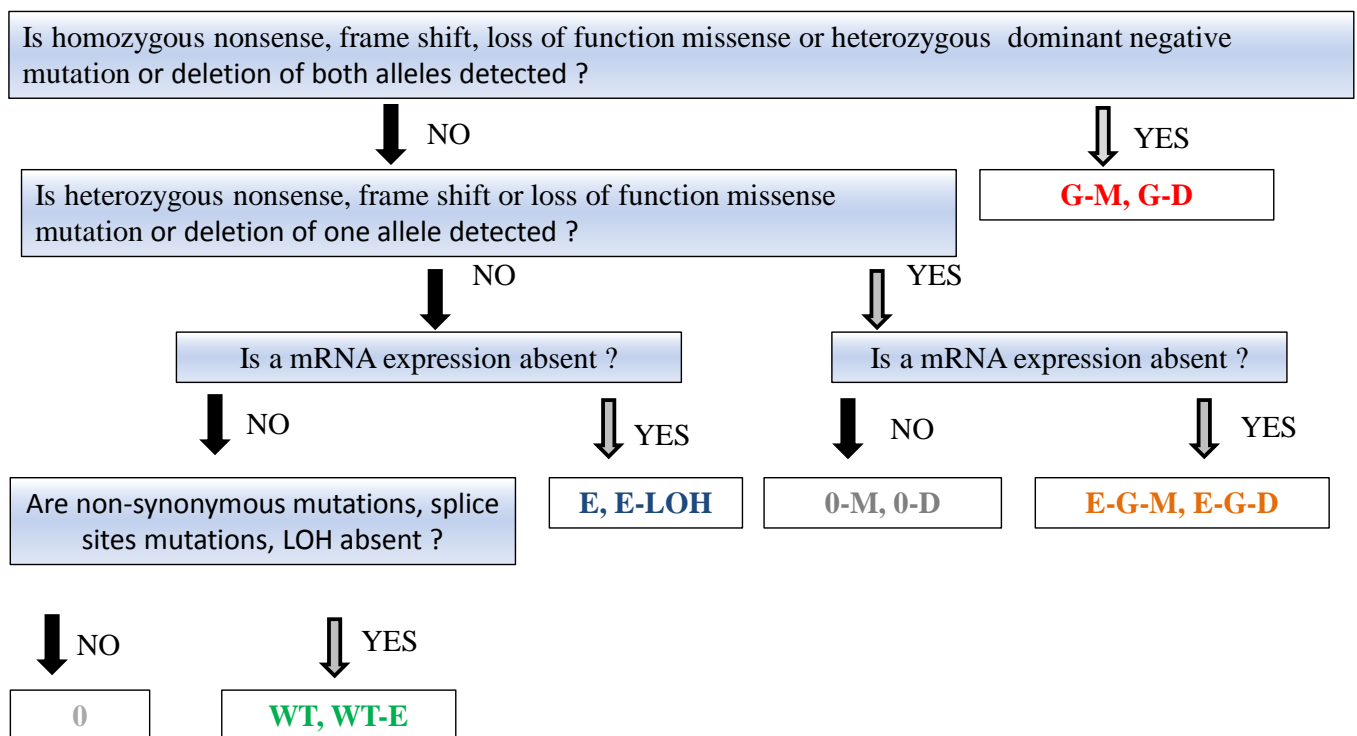 Is homozygous nonsense, frame shift, loss of function missense or heterozygous dominant negative
mutation or deletion of both alleles detected ?
NO
YES
Is heterozygous nonsense, frame shift or loss of function missense
mutation or deletion of one allele detected ?
G-M, G-D
NO
YES
Is a mRNA expression absent ?
Is a mRNA expression absent ?
NO
YES
NO
YES
Are non-synonymous mutations, splice
sites mutations, LOH absent ?
E, E-LOH
0-M, 0-D
E-G-M, E-G-D
NO
YES
0
WT, WT-E